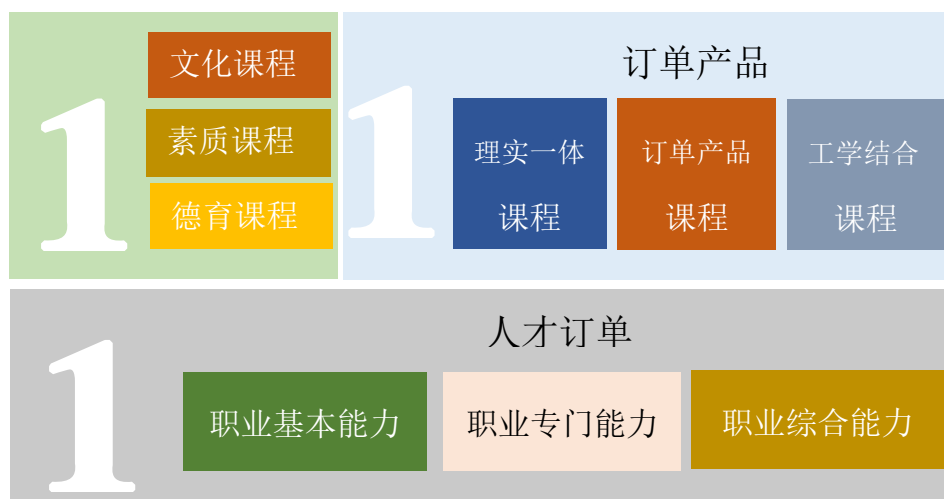 1
文化课程
素质课程
德育课程
1
订单产品
理实一体
课程
订单产品
课程
工学结合
课程
1
人才订单
职业基本能力
职业专门能力
职业综合能力